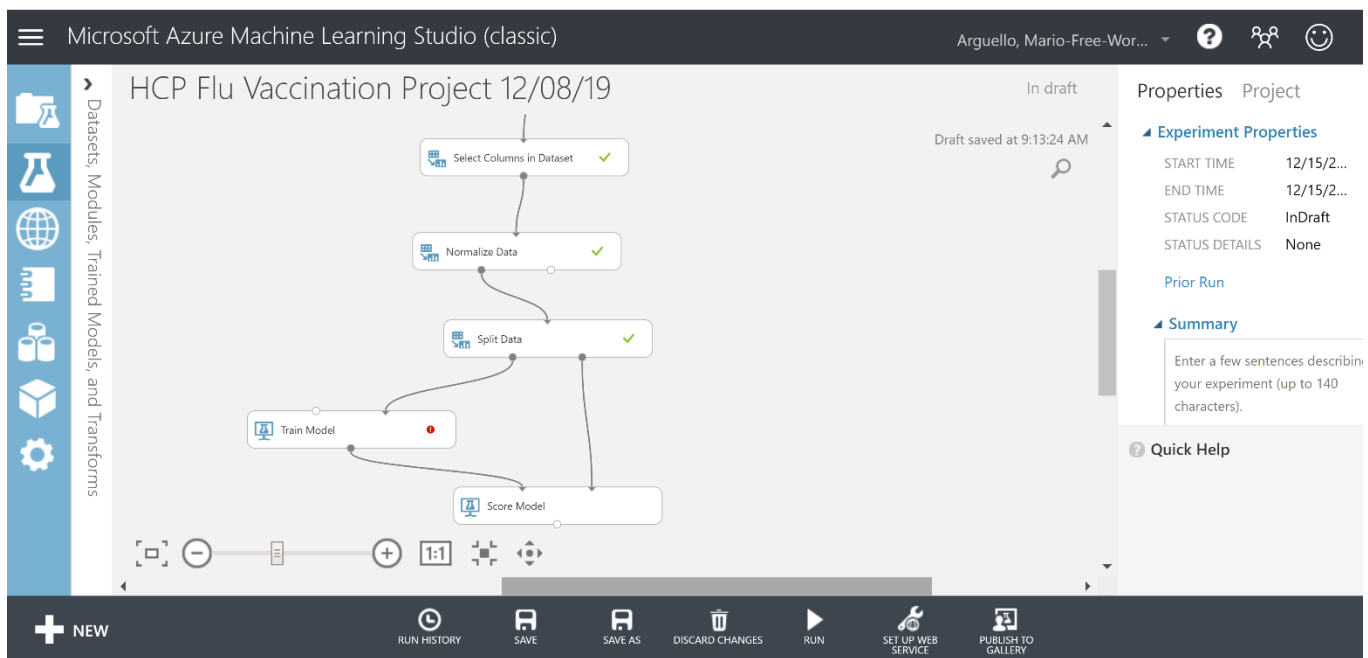 Microsoft Azure Machine Learning Studio (classic)
Arguello, Mario-Free-Wor...
?
Datasets, Modules, Trained Models, and Transforms
HCP Flu Vaccination Project 12/08/19
In draft
Draft saved at 9:13:24 AM
Select Columns in Dataset
Normalize Data
Split Data
Train Model
Score Model
1:1
Properties Project
Experiment Properties
START TIME 12/15/2...
END TIME 12/15/2...
STATUS CODE InDraft
STATUS DETAILS None
Prior Run
Summary
Enter a few sentences describing
your experiment (up to 140
characters).
? Quick Help
NEW
RUN HISTORY
SAVE
SAVE AS
DISCARD CHANGES
RUN
SET UP WEB
SERVICE
PUBLISH TO
GALLERY